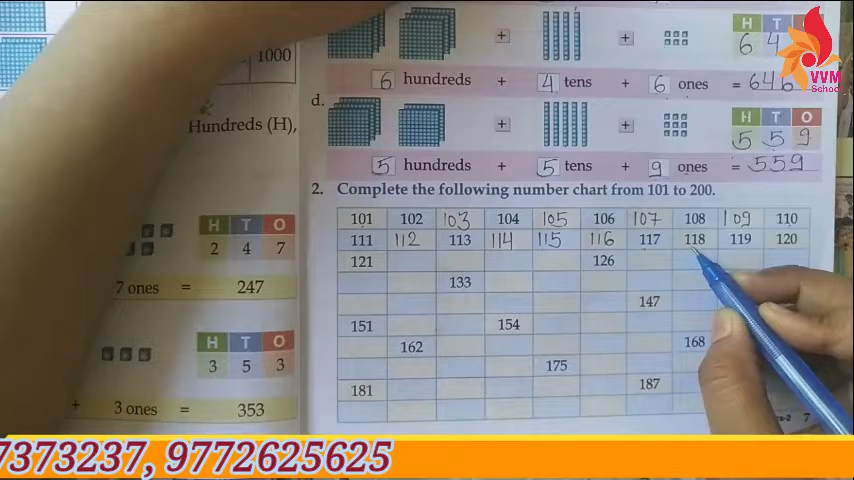 1000
Hundreds (H),
H T O
2 4 7
7 ones = 247
H T O
3 5 3
+ 3 ones = 353
+ + H T
6 4
6 hundreds + 4 tens + 6 ones = 646
d. + + H T O
5 5 9
5 hundreds + 5 tens + 9 ones = 559
2. Complete the following number chart from 101 to 200.
101 102 103 104 105 106 107 108 109 110
111 112 113 114 115 116 117 118 119 120
121 126
133
147
151 154
162 168
175
181 187
7
VVM
School
7373237, 9772625625